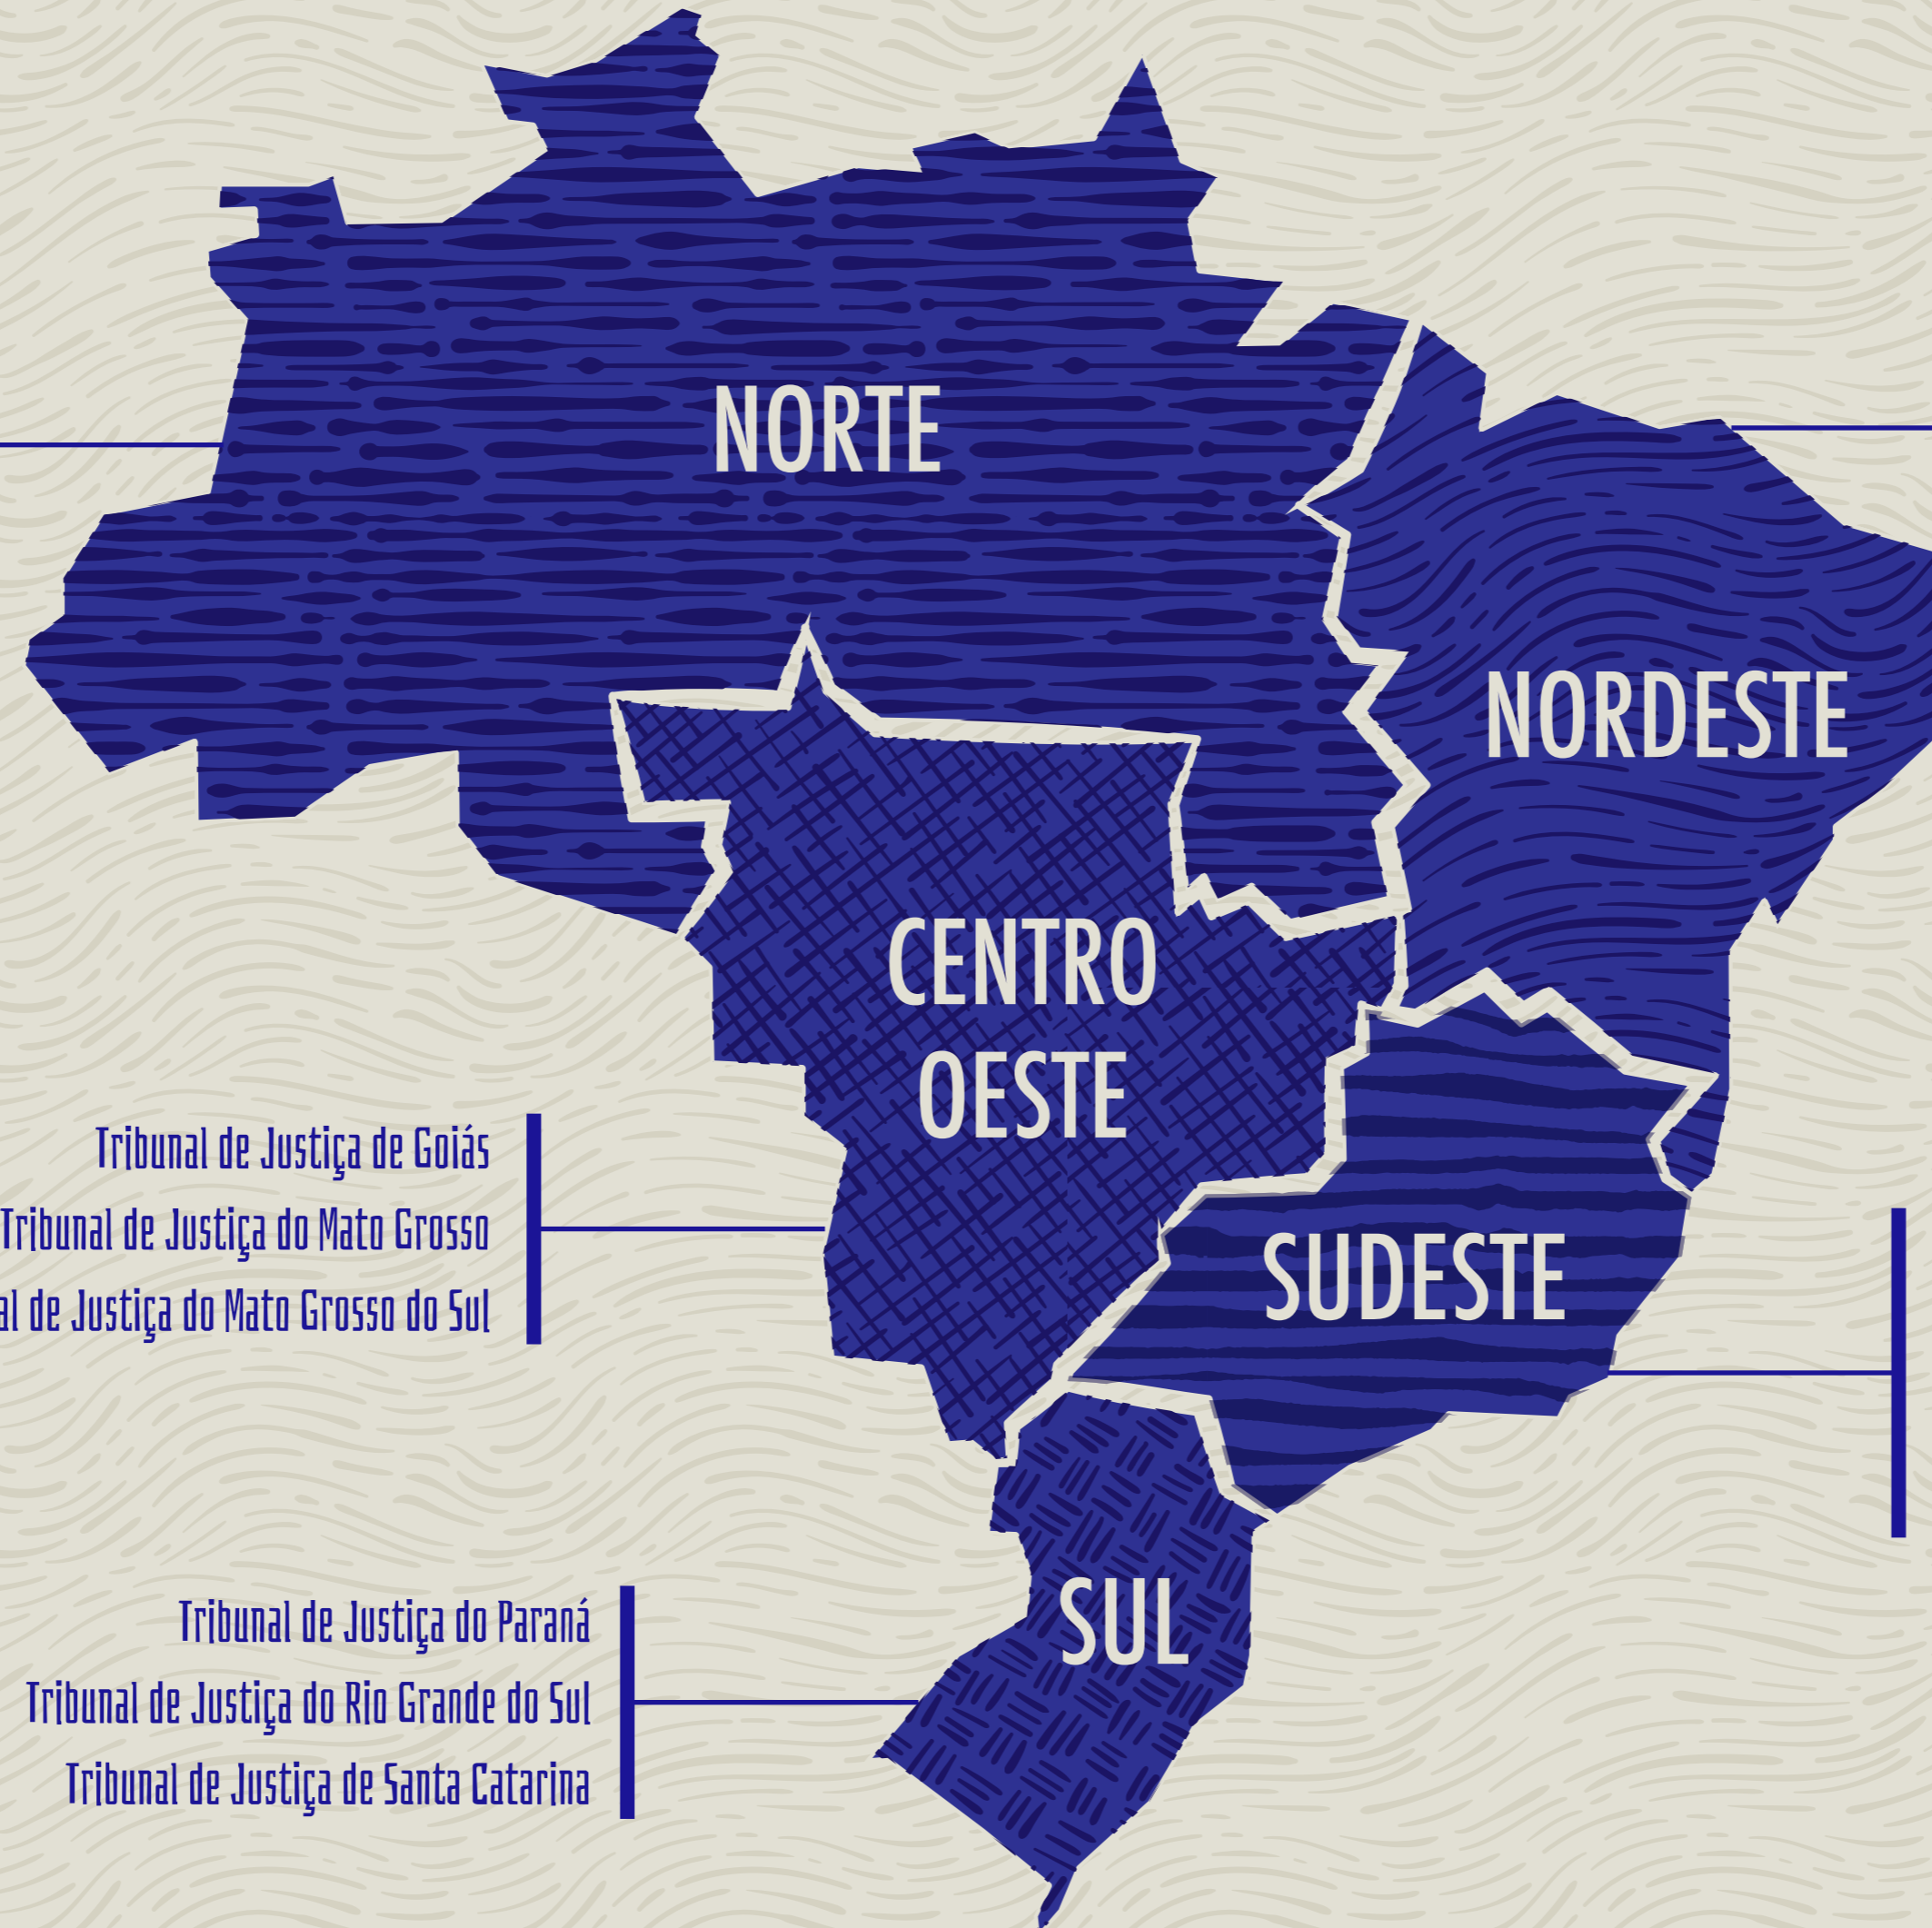 NORTE
NORDESTE
CENTRO
OESTE
Tribunal de Justiça de Goiás
Tribunal de Justiça do Mato Grosso
de Justiça do Mato Grosso do Sul
SUDESTE
SUL
Tribunal de Justiça do Paraná
Tribunal de Justiça do Rio Grande do Sul
Tribunal de Justiça de Santa Catarina